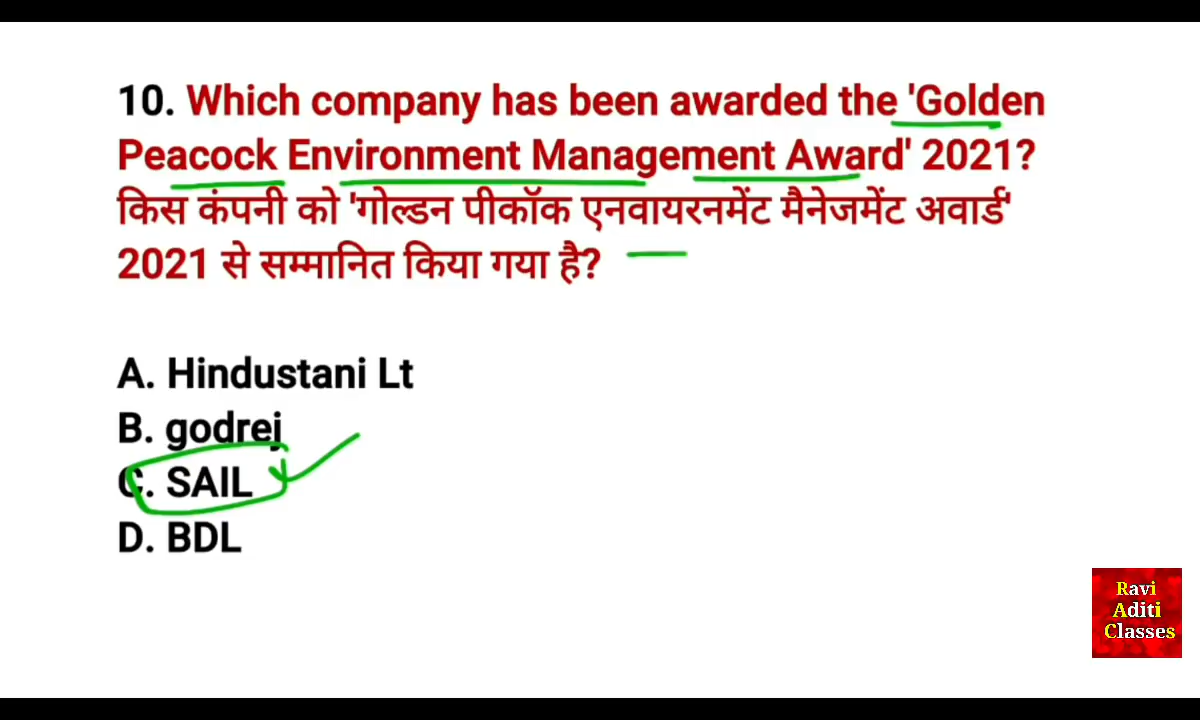 10. Which company has been awarded the 'Golden
Peacock Environment Management Award' 2021?
किस कंपनी को 'गोल्डन पीकॉक एनवायरनमेंट मैनेजमेंट अवार्ड'
2021 से सम्मानित किया गया है?
A. Hindustani Lt
B. godrej
C. SAIL
D. BDL
Ravi
Aditi
Classes